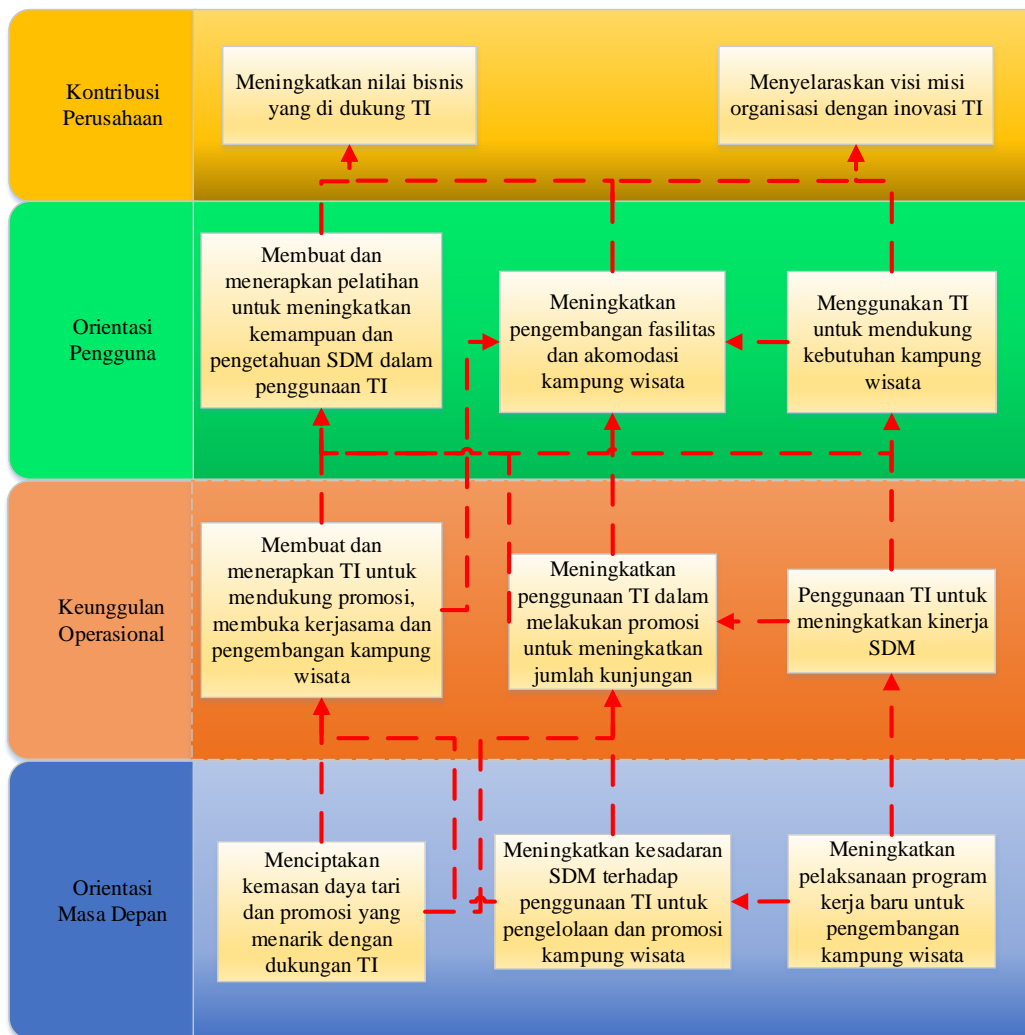 Kontribusi
Perusahaan
Meningkatkan nilai bisnis
yang di dukung TI
Menyelaraskan visi misi
organisasi dengan inovasi TI
Orientasi
Pengguna
Membuat dan
menerapkan pelatihan
untuk meningkatkan
kemampuan dan
pengetahuan SDM dalam
penggunaan TI
Meningkatkan
pengembangan fasilitas
dan akomodasi
kampung wisata
Menggunakan TI
untuk mendukung
kebutuhan kampung
wisata
Keunggulan
Operasional
Membuat dan
menerapkan TI untuk
mendukung promosi,
membuka kerjasama dan
pengembangan kampung
wisata
Meningkatkan
penggunaan TI dalam
melakukan promosi
untuk meningkatkan
jumlah kunjungan
Penggunaan TI untuk
meningkatkan kinerja
SDM
Orientasi
Masa Depan
Menciptakan
kemasan daya tari
dan promosi yang
menarik dengan
dukungan TI
Meningkatkan kesadaran
SDM terhadap
penggunaan TI untuk
pengelolaan dan promosi
kampung wisata
Meningkatkan
pelaksanaan program
kerja baru untuk
pengembangan
kampung wisata